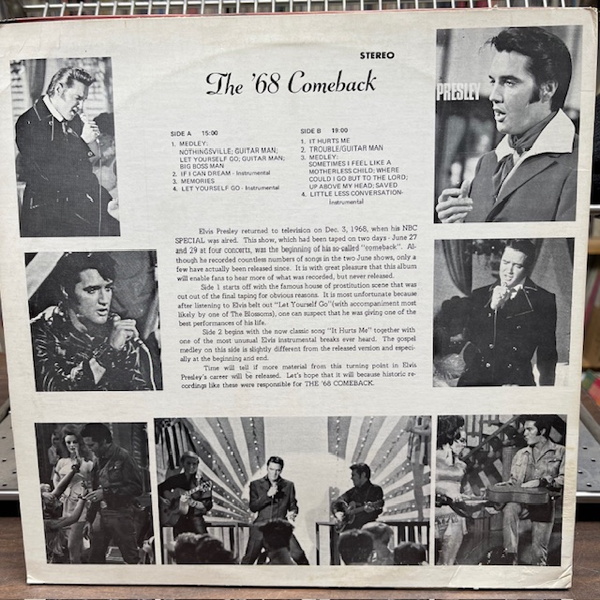 STEREO
The '68 Comeback
PRESLEY
SIDE A 15:00
1. MEDLEY:
NOTHINGSVILLE; GUITAR MAN;
LET YOURSELF GO; GUITAR MAN;
BIG BOSS MAN
2. IF I CAN DREAM - Instrumental
3. MEMORIES
4. LET YOURSELF GO - Instrumental
SIDE B 19:00
1. IT HURTS ME
2. TROUBLE/GUITAR MAN
3. MEDLEY:
SOMETIMES I FEEL LIKE A
MOTHERLESS CHILD; WHERE
COULD I GO BUT TO THE LORD;
UP ABOVE MY HEAD; SAVED
4. LITTLE LESS CONVERSATION-
Instrumental
Elvis Presley returned to television on Dec. 3, 1968, when his NBC
SPECIAL was aired. This show, which had been taped on two days - June 27
and 29 at four concerts, was the beginning of his so-called "comeback". Al-
though he recorded countless numbers of songs in the two June shows, only a
few have actually been released since. It is with great pleasure that this album
will enable fans to hear more of what was recorded, but never released.
Side 1 starts off with the famous house of prostitution scene that was
cut out of the final taping for obvious reasons. It is most unfortunate because
after listening to Elvis belt out "Let Yourself Go"(with accompaniment most
likely by one of The Blossoms), one can suspect that he was giving one of the
best performances of his life.
Side 2 begins with the now classic song "It Hurts Me" together with
one of the most unusual Elvis instrumental breaks ever heard. The gospel
medley on this side is slightly different from the released version and especi-
ally at the beginning and end.
Time will tell if more material from this turning point in Elvis
Presley's career will be released. Let's hope that it will because historic re-
cordings like these were responsible for THE '68 COMEBACK.